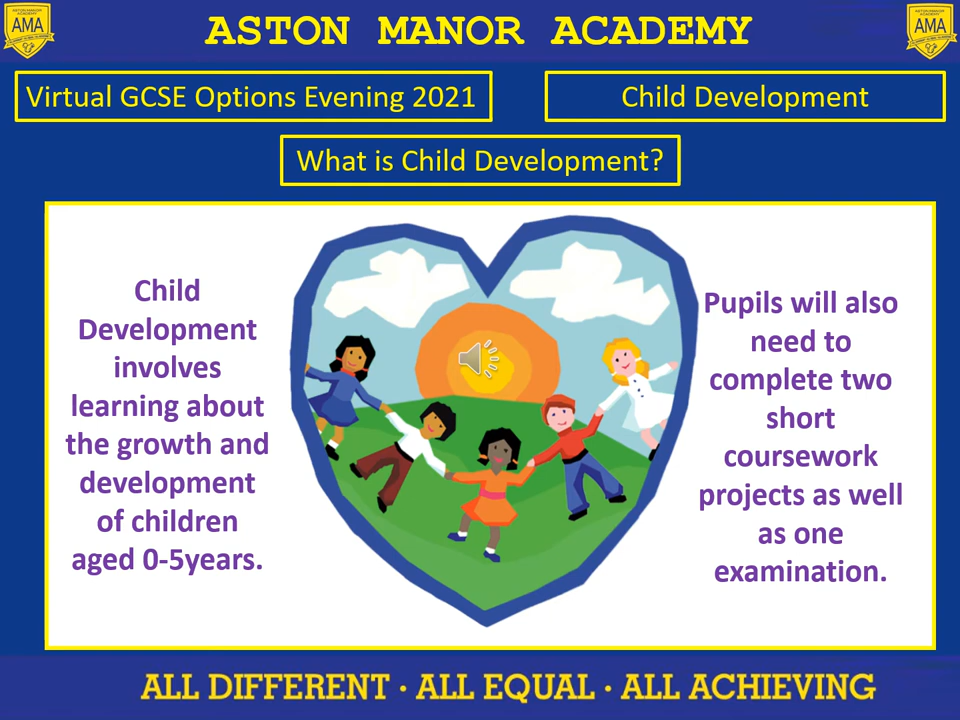 ASTON MANOR ACADEMY
AMA
AMA
Virtual GCSE Options Evening 2021
Child Development
What is Child Development?
Child
Development
involves
learning about
the growth and
development
of children
aged 0-5years.
Pupils will also
need to
complete two
short
coursework
projects as well
as one
examination.
ALL DIFFERENT · ALL EQUAL · ALL ACHIEVING